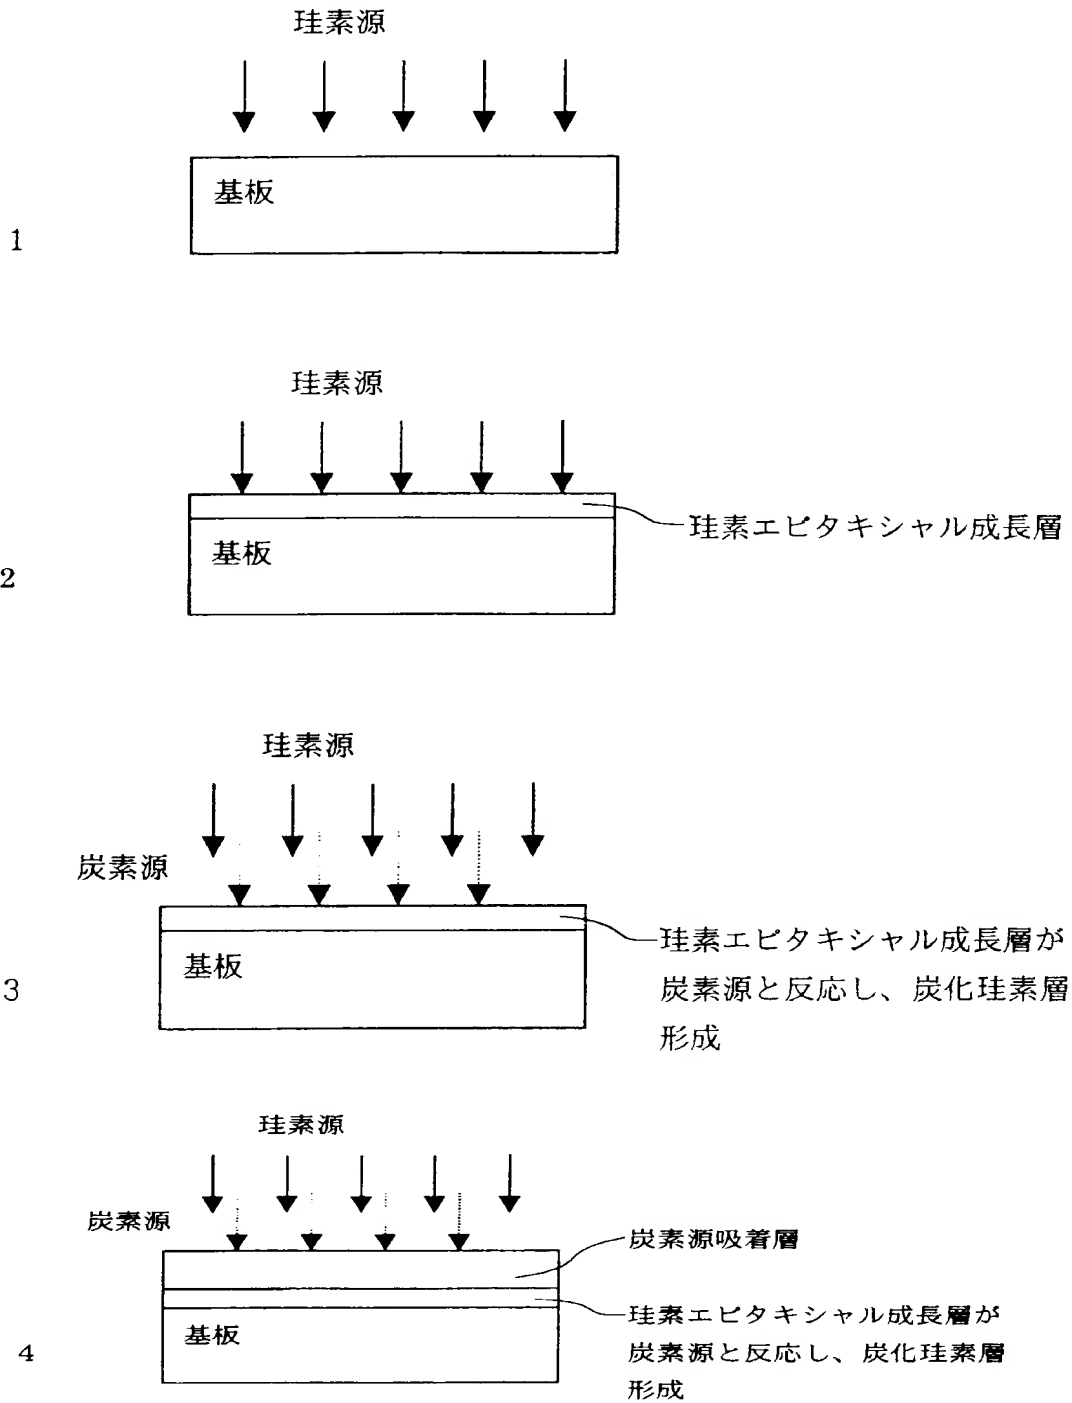 珪素源
基板
1
珪素源
珪素エピタキシャル成長層
基板
2
珪素源
炭素源
珪素エピタキシャル成長層が
基板
炭素源と反応し、炭化珪素層
3
形成
珪素源
炭素源
炭素源吸着層
珪素エピタキシャル成長層が
基板
炭素源と反応し、炭化珪素層
4
形成